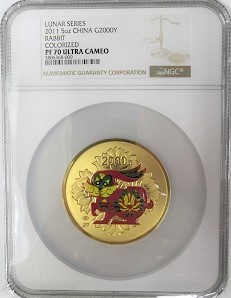 LUNAR SERIES
2011 5oz CHINA G2000Y
RABBIT
COLORIZED
PF 70 ULTRA CAMEO
NUMISMATIC GUARANTY CORPORATION
NGC
2000